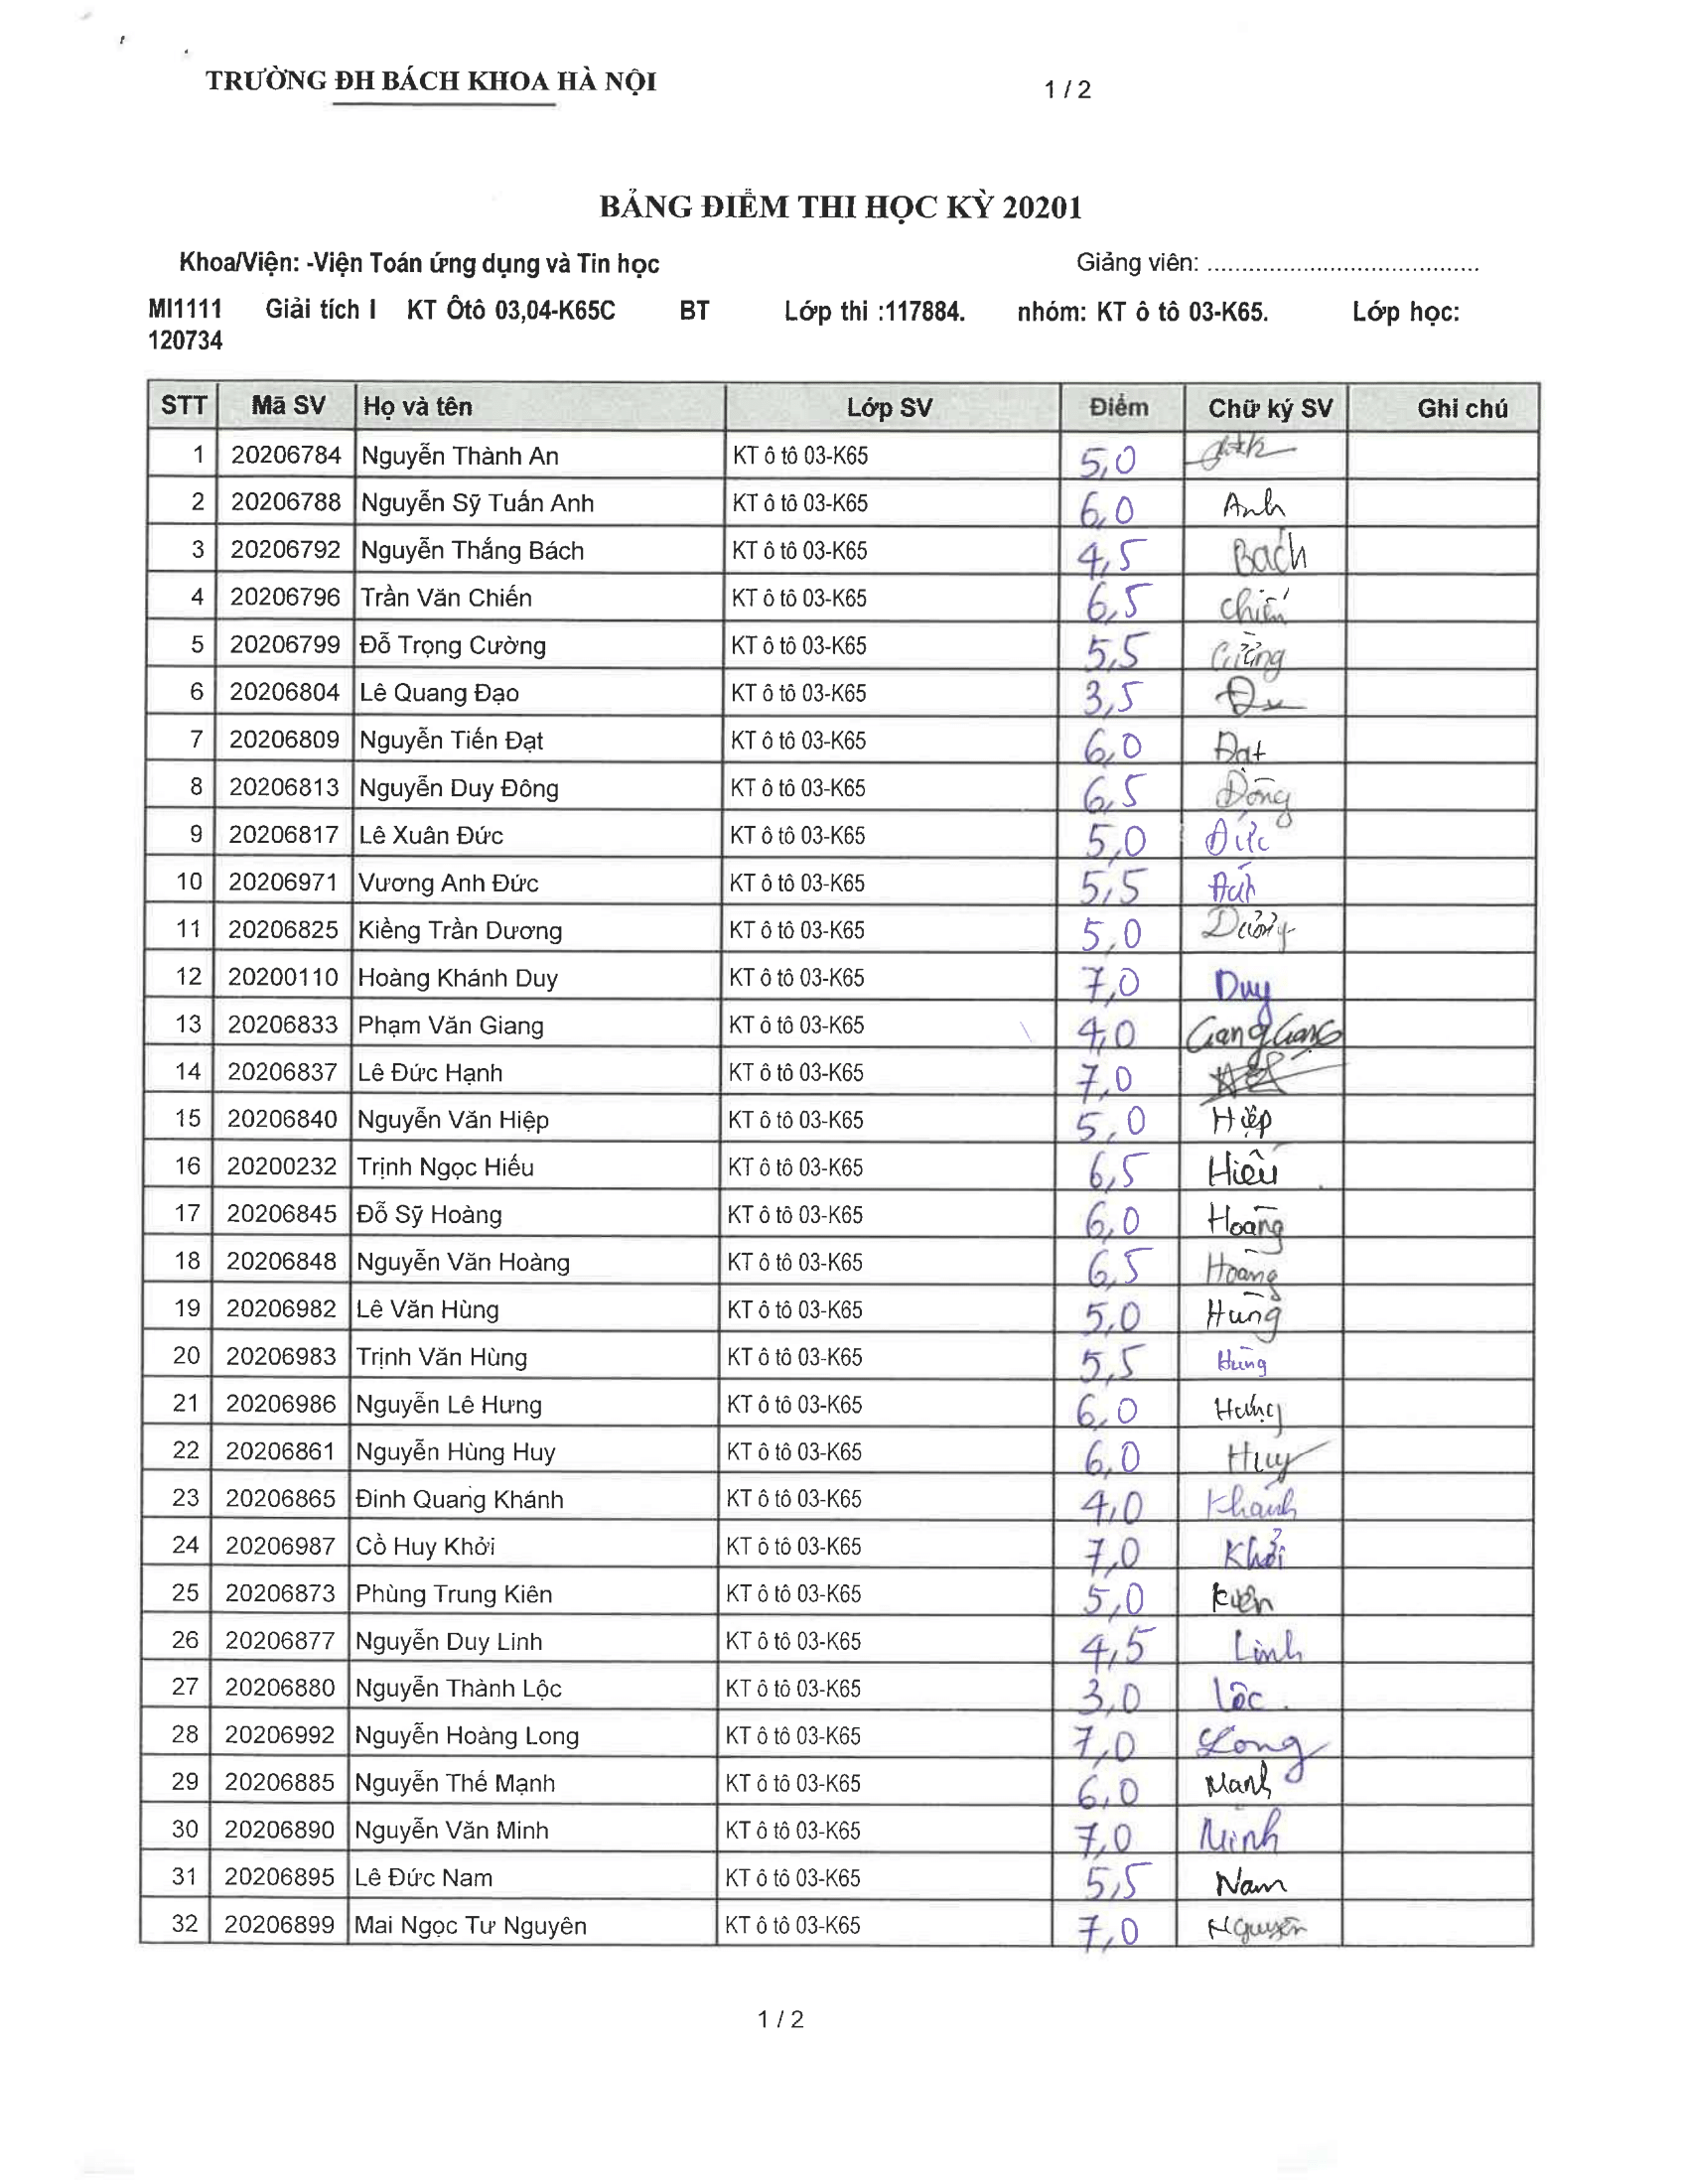 TRƯỜNG ĐH BÁCH KHOA HÀ NỘI 1 / 2
BẢNG ĐIỂM THI HỌC KỲ 20201
Khoa/Viện: -Viện Toán ứng dụng và Tin học Giảng viên: ........................................
MI1111 Giải tích I KT Ôtô 03,04-K65C BT Lớp thi :117884. nhóm: KT ô tô 03-K65. Lớp học:
120734
STT Mã SV Họ và tên Lớp SV Điểm Chữ ký SV Ghi chú
1 20206784 Nguyễn Thành An KT ô tô 03-K65 5,0
2 20206788 Nguyễn Sỹ Tuấn Anh KT ô tô 03-K65 6,0 Anh
3 20206792 Nguyễn Thắng Bách KT ô tô 03-K65 4,5 Bách
4 20206796 Trần Văn Chiến KT ô tô 03-K65 6,5 Chiến
5 20206799 Đỗ Trọng Cường KT ô tô 03-K65 5,5 Cường
6 20206804 Lê Quang Đạo KT ô tô 03-K65 3,5
7 20206809 Nguyễn Tiến Đạt KT ô tô 03-K65 6,0 Đạt
8 20206813 Nguyễn Duy Đông KT ô tô 03-K65 6,5 Đông
9 20206817 Lê Xuân Đức KT ô tô 03-K65 5,0 Đức
10 20206971 Vương Anh Đức KT ô tô 03-K65 5,5 Đức
11 20206825 Kiềng Trần Dương KT ô tô 03-K65 5,0 Dương
12 20200110 Hoàng Khánh Duy KT ô tô 03-K65 7,0 Duy
13 20206833 Phạm Văn Giang KT ô tô 03-K65 4,0 Giang Giang
14 20206837 Lê Đức Hạnh KT ô tô 03-K65 7,0
15 20206840 Nguyễn Văn Hiệp KT ô tô 03-K65 5,0 Hiệp
16 20200232 Trịnh Ngọc Hiếu KT ô tô 03-K65 6,5 Hiếu
17 20206845 Đỗ Sỹ Hoàng KT ô tô 03-K65 6,0 Hoàng
18 20206848 Nguyễn Văn Hoàng KT ô tô 03-K65 6,5 Hoàng
19 20206982 Lê Văn Hùng KT ô tô 03-K65 5,0 Hùng
20 20206983 Trịnh Văn Hùng KT ô tô 03-K65 5,5 Hùng
21 20206986 Nguyễn Lê Hưng KT ô tô 03-K65 6,0 Hưng
22 20206861 Nguyễn Hùng Huy KT ô tô 03-K65 6,0 Huy
23 20206865 Đinh Quang Khánh KT ô tô 03-K65 4,0 Khánh
24 20206987 Cồ Huy Khởi KT ô tô 03-K65 7,0 Khởi
25 20206873 Phùng Trung Kiên KT ô tô 03-K65 5,0 Kiên
26 20206877 Nguyễn Duy Linh KT ô tô 03-K65 4,5 Linh
27 20206880 Nguyễn Thành Lộc KT ô tô 03-K65 3,0 Lộc
28 20206992 Nguyễn Hoàng Long KT ô tô 03-K65 7,0 Long
29 20206885 Nguyễn Thế Mạnh KT ô tô 03-K65 6,0 Mạnh
30 20206890 Nguyễn Văn Minh KT ô tô 03-K65 7,0 Minh
31 20206895 Lê Đức Nam KT ô tô 03-K65 5,5 Nam
32 20206899 Mai Ngọc Tư Nguyên KT ô tô 03-K65 7,0 Nguyên
1 / 2